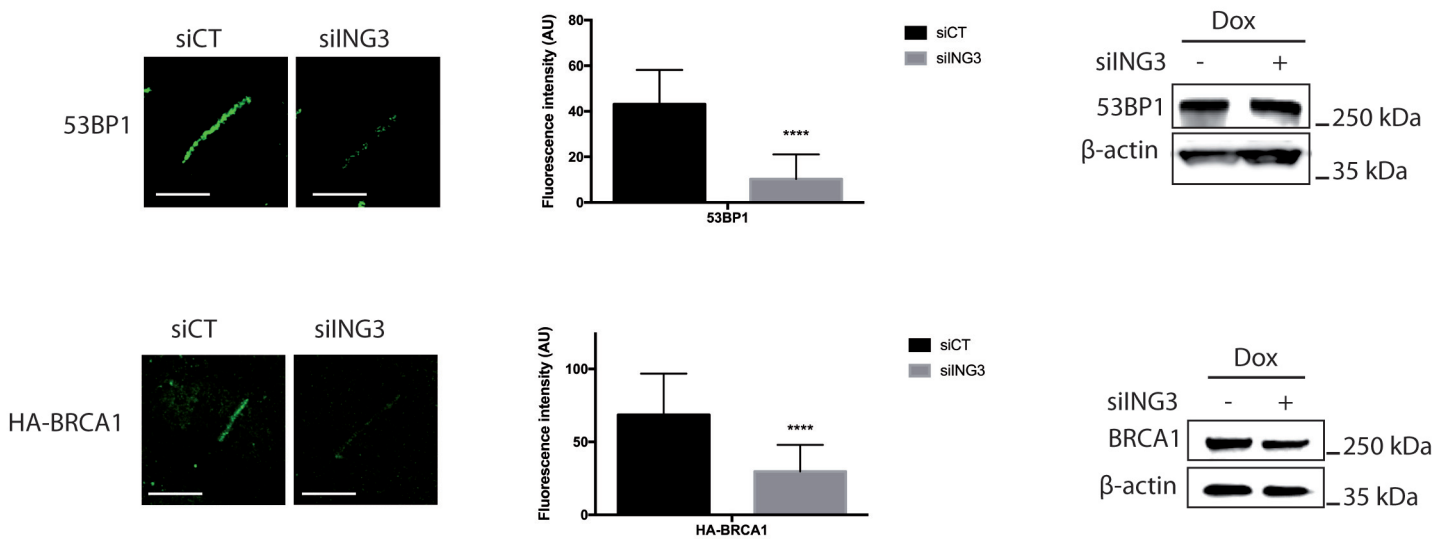 siCT siING3
53BP1
Fluorescence intensity (AU)
80
60
40
20
0
****
53BP1
siCT
siING3
Dox
siING3 - +
53BP1
250 kDa
β-actin
35 kDa
siCT siING3
HA-BRCA1
Fluorescence intensity (AU)
100
50
0
****
HA-BRCA1
siCT
siING3
Dox
siING3 - +
BRCA1
250 kDa
β-actin
35 kDa